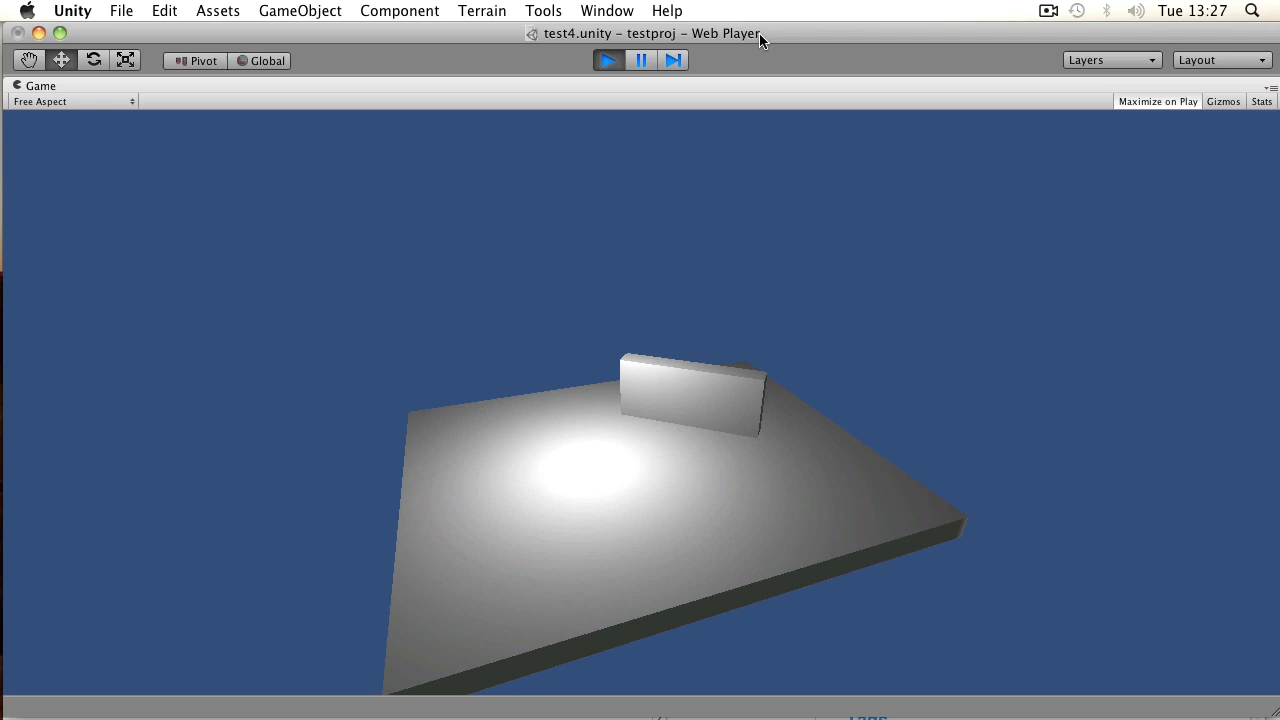 Unity File Edit Assets GameObject Component Terrain Tools Window Help Tue 13:27
test4.unity – testproj – Web Player
Pivot Global Layers Layout
Game
Free Aspect Maximize on Play Gizmos Stats
Tags